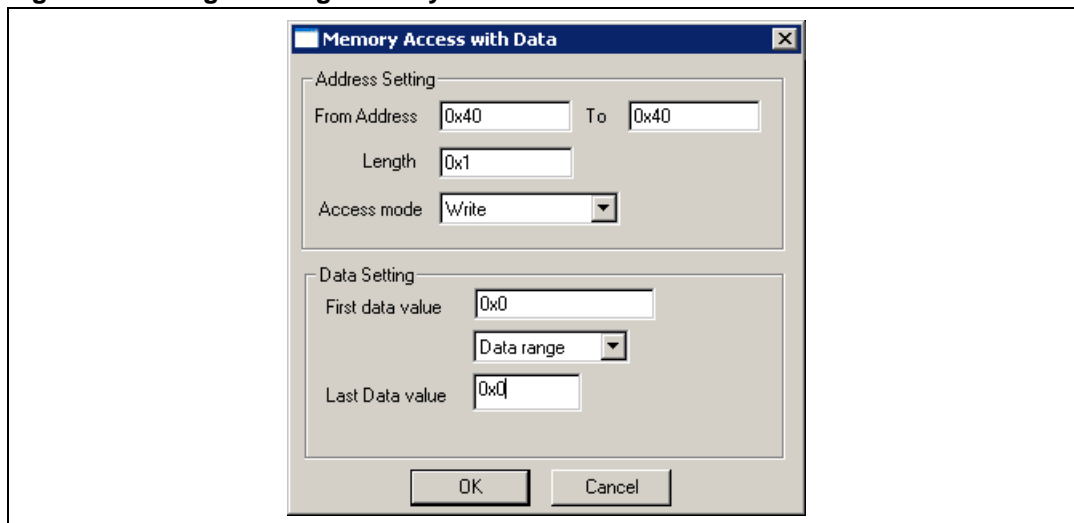 Memory Access with Data
Address Setting
From Address 0x40 To 0x40
Length 0x1
Access mode Write
Data Setting
First data value 0x0
Data range
Last Data value 0x0
OK Cancel